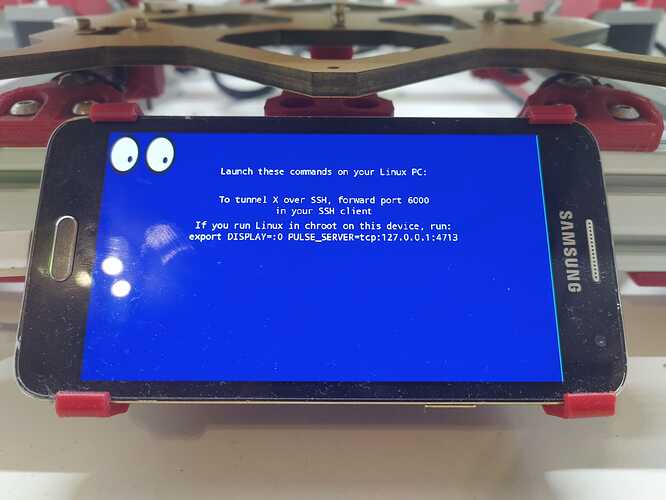 Launch these commands on your Linux PC:
To tunnel X over SSH, forward port 6000
in your SSH client
If you run Linux in chroot on this device, run:
export DISPLAY=:0 PULSE_SERVER=tcp:127.0.0.1:4713
SAMSUNG